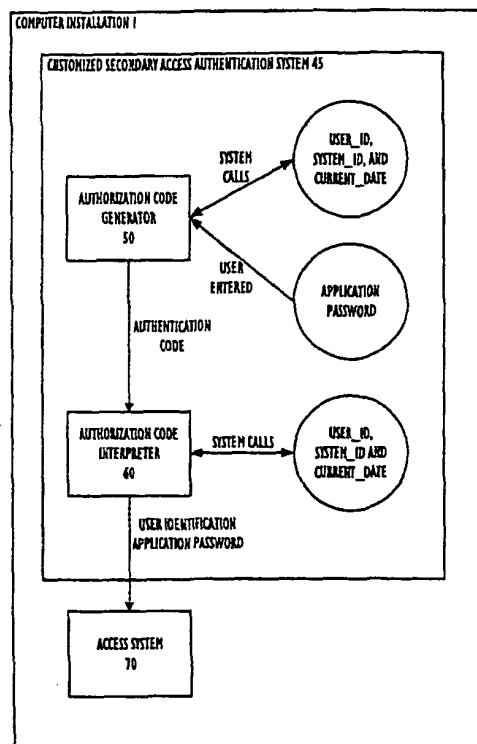 COMPUTER INSTALLATION 1
CUSTOMIZED SECONDARY ACCESS AUTHENTICATION SYSTEM 45
USER_ID,
SYSTEM_ID, AND
CURRENT_DATE
SYSTEM
CALLS
AUTHORIZATION CODE
GENERATOR
50
USER
ENTERED
APPLICATION
PASSWORD
AUTHENTICATION
CODE
AUTHORIZATION CODE
INTERPRETER
60
SYSTEM CALLS
USER_ID,
SYSTEM_ID AND
CURRENT_DATE
USER IDENTIFICATION
APPLICATION PASSWORD
ACCESS SYSTEM
70